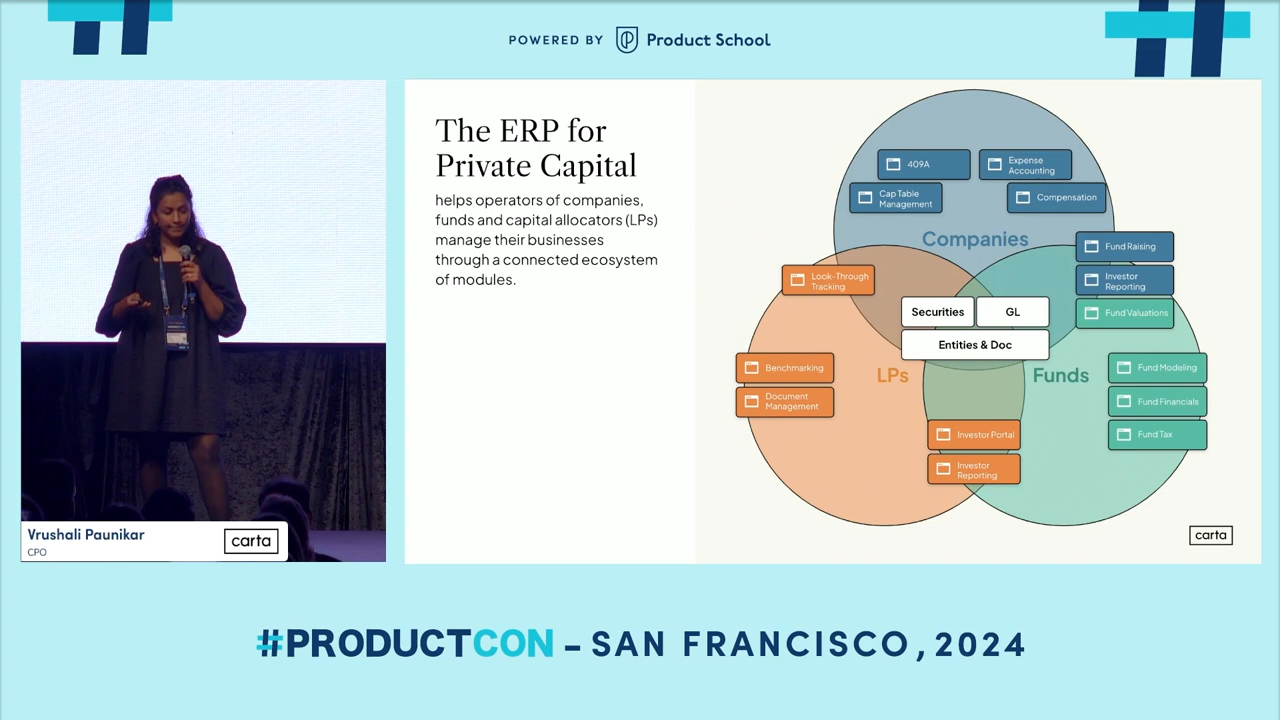 POWERED BY Product School
The ERP for
Private Capital
helps operators of companies,
funds and capital allocators (LPs)
manage their businesses
through a connected ecosystem
of modules.
409A
Expense
Accounting
Cap Table
Management
Compensation
Companies
Fund Raising
Look-Through
Tracking
Investor
Reporting
Securities
GL
Fund Valuations
Entities & Doc
LPs
Funds
Benchmarking
Document
Management
Fund Modeling
Fund Financials
Fund Tax
Investor Portal
Investor
Reporting
carta
Vrushali Paunikar
CPO
carta
#PRODUCTCON – SAN FRANCISCO, 2024